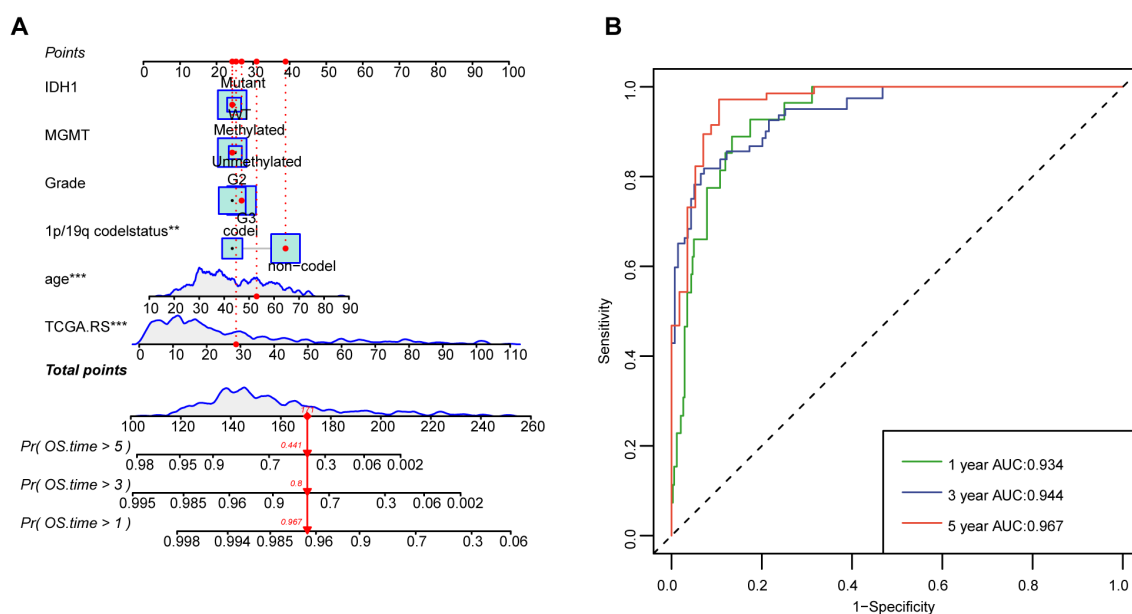 A
Points
0 10 20 30 40 50 60 70 80 90 100
IDH1
Mutant
WT
MGMT
Methylated
Unmethylated
Grade
G2
G3
1p/19q codelstatus**
codel
non-codel
age***
10 20 30 40 50 60 70 80 90
TCGA.RS***
0 10 20 30 40 50 60 70 80 90 100 113
Total points
171
100 120 140 160 180 200 220 240 260
Pr( OS.time > 5 )
0.441
0.98 0.95 0.9 0.7 0.3 0.06 0.002
Pr( OS.time > 3 )
0.8
0.995 0.985 0.96 0.9 0.7 0.3 0.06 0.002
Pr( OS.time > 1 )
0.967
0.998 0.994 0.985 0.96 0.9 0.7 0.3 0.06
B
Sensitivity
1.0
0.8
0.6
0.4
0.2
0.0
1 year AUC:0.934
3 year AUC:0.944
5 year AUC:0.967
0.0 0.2 0.4 0.6 0.8 1.0
1-Specificity